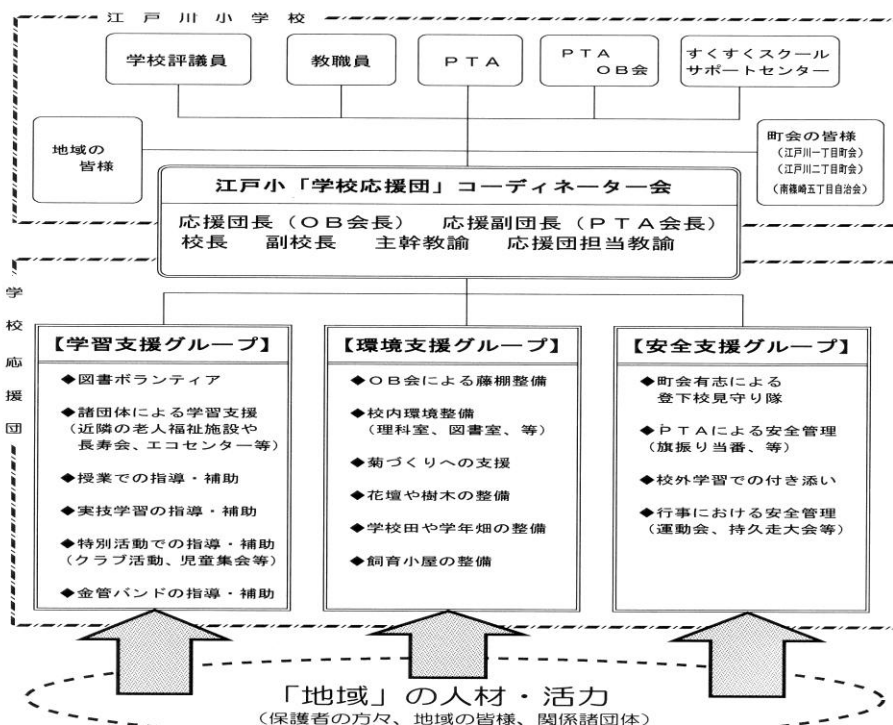 江戸川小学校
学校評議員
教職員
PTA
PTA
OB会
すくすくスクール
サポートセンター
地域の
皆様
町会の皆様
(江戸川一丁目町会)
(江戸川二丁目町会)
(南篠崎五丁目自治会)
江戸小「学校応援団」コーディネーター会
応援団長(OB会長) 応援副団長(PTA会長)
校長 副校長 主幹教諭 応援団担当教諭
学校応援団
【学習支援グループ】
◆図書ボランティア
◆諸団体による学習支援
(近隣の老人福祉施設や
長寿会、エコセンター等)
◆授業での指導・補助
◆実技学習の指導・補助
◆特別活動での指導・補助
(クラブ活動、児童集会等)
◆金管バンドの指導・補助
【環境支援グループ】
◆OB会による藤棚整備
◆校内環境整備
(理科室、図書室、等)
◆菊づくりへの支援
◆花壇や樹木の整備
◆学校田や学年畑の整備
◆飼育小屋の整備
【安全支援グループ】
◆町会有志による
登下校見守り隊
◆PTAによる安全管理
(旗振り当番、等)
◆校外学習での付き添い
◆行事における安全管理
(運動会、持久走大会等)
「地域」の人材・活力
(保護者の方々、地域の皆様、関係諸団体)